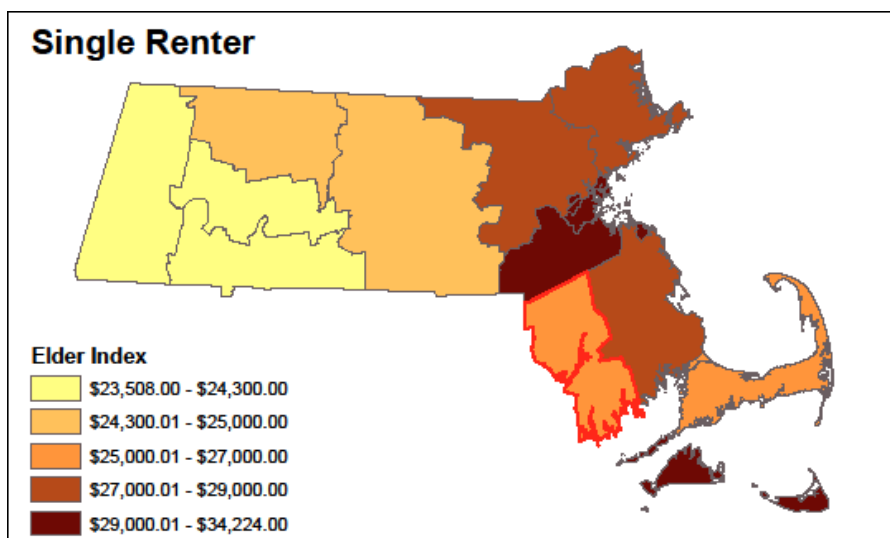 Single Renter
Elder Index
$23,508.00 - $24,300.00
$24,300.01 - $25,000.00
$25,000.01 - $27,000.00
$27,000.01 - $29,000.00
$29,000.01 - $34,224.00